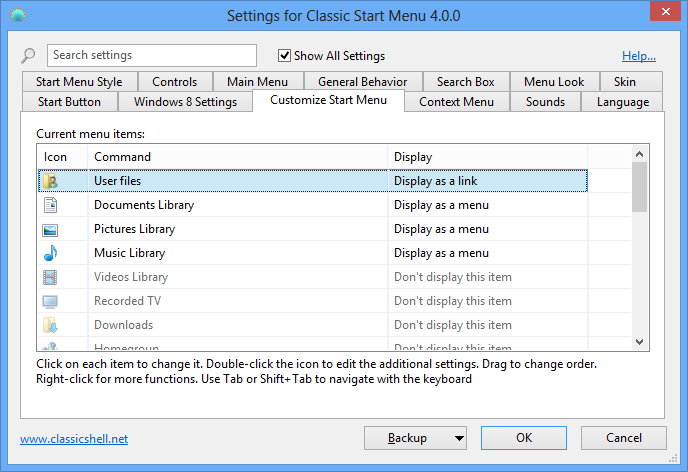 Settings for Classic Start Menu 4.0.0
Search settings
Show All Settings
Help...
Start Menu Style Controls Main Menu General Behavior Search Box Menu Look Skin
Start Button Windows 8 Settings Customize Start Menu Context Menu Sounds Language
Current menu items:
Icon Command Display
User files Display as a link
Documents Library Display as a menu
Pictures Library Display as a menu
Music Library Display as a menu
Videos Library Don't display this item
Recorded TV Don't display this item
Downloads Don't display this item
Homegroup Don't display this item
Click on each item to change it. Double-click the icon to edit the additional settings. Drag to change order.
Right-click for more functions. Use Tab or Shift+Tab to navigate with the keyboard
www.classicshell.net
Backup OK Cancel